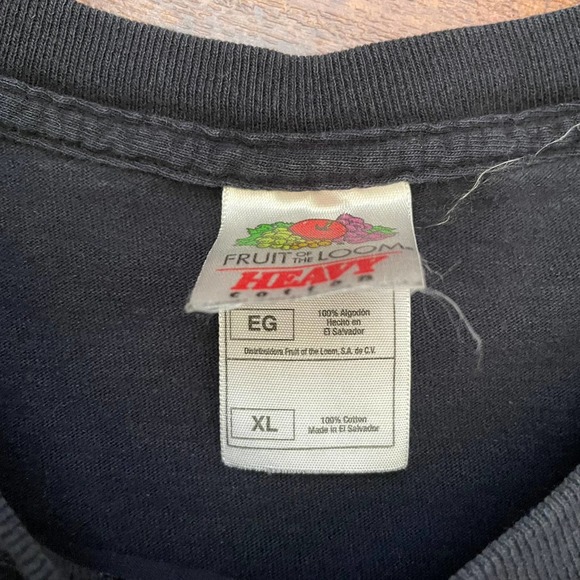 FRUIT OF THE LOOM®
HEAVY
cotton
EG
100% Algodón
Hecho en
El Salvador
Distribuidora Fruit of the Loom, S.A. de C.V.
XL
100% Cotton
Made in El Salvador